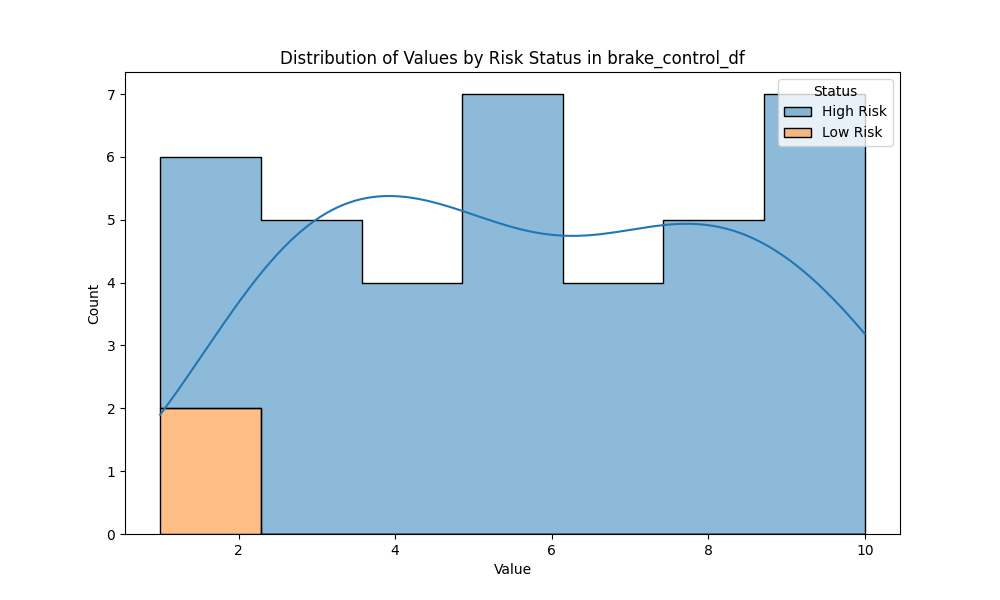 Distribution of Values by Risk Status in brake_control_df
Status
High Risk
Low Risk
7
6
5
4
3
2
1
0
Count
2
4
6
8
10
Value